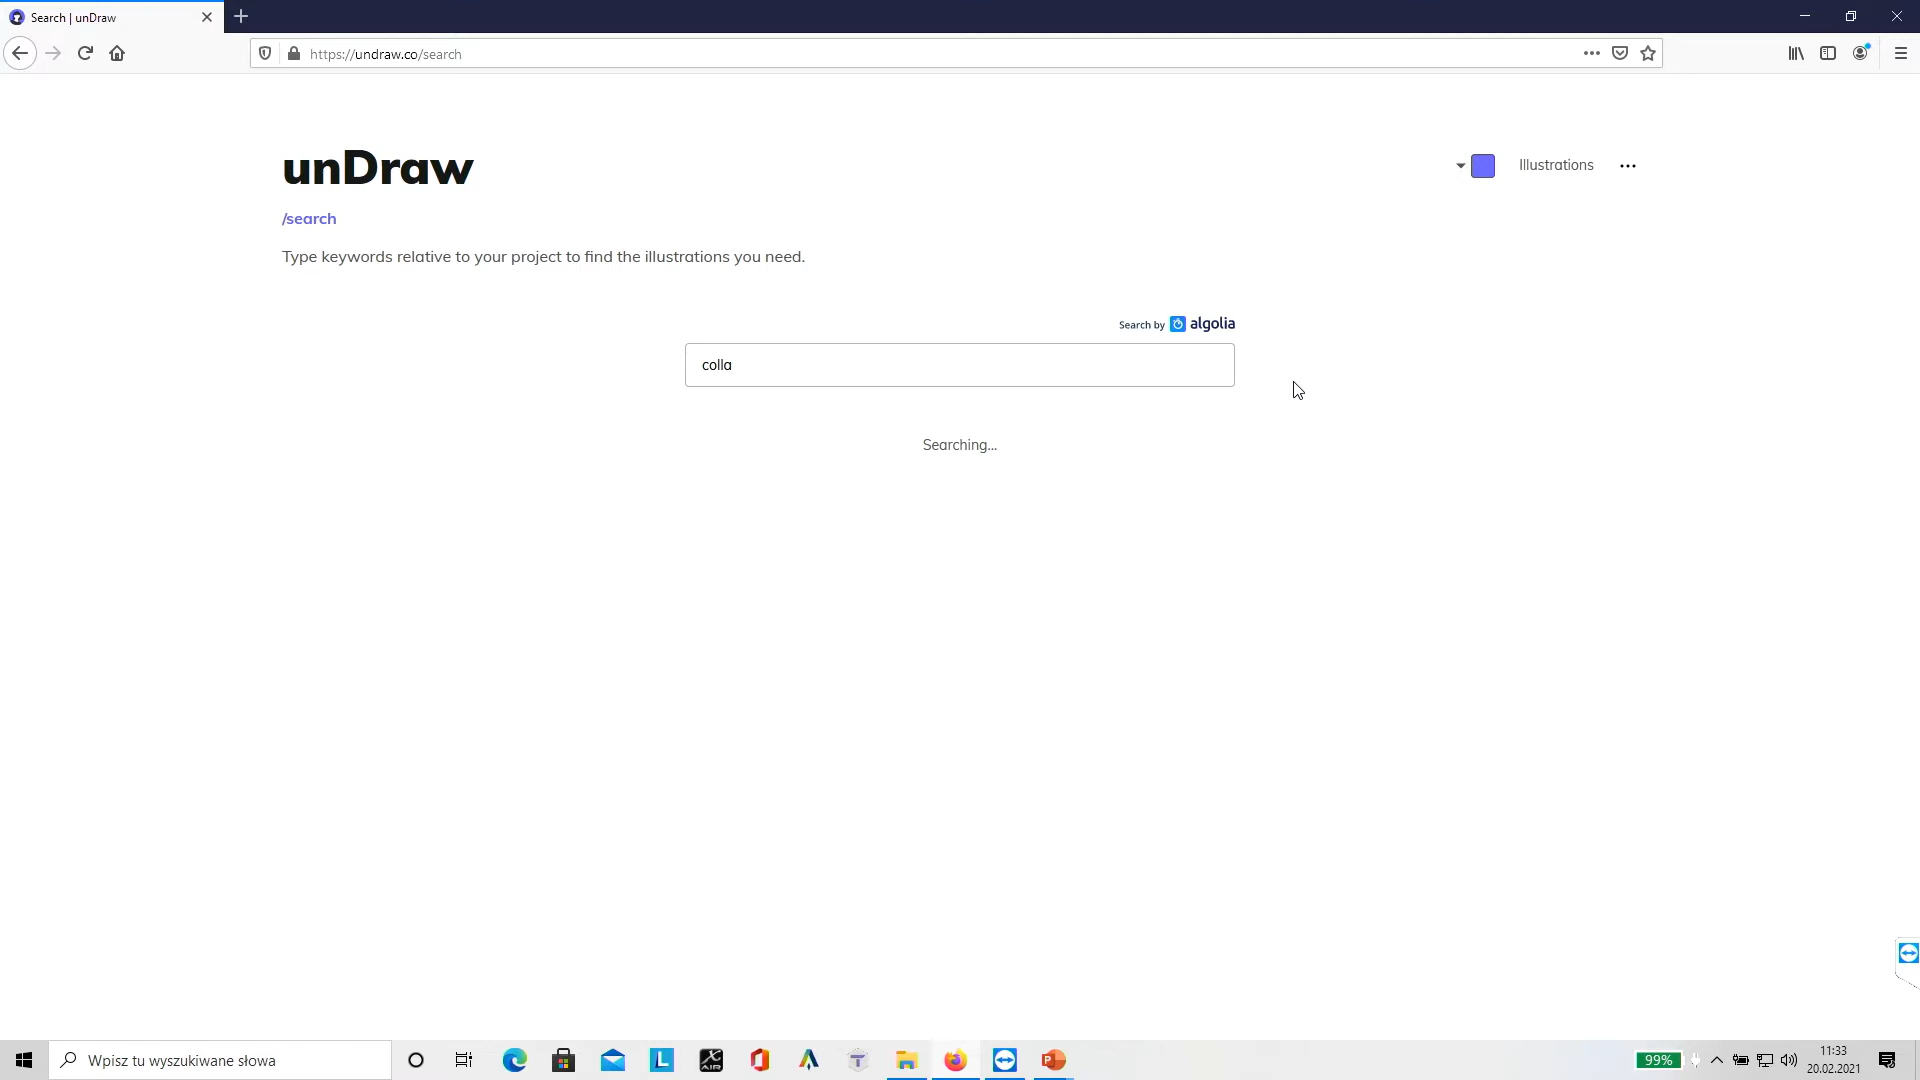 Search | unDraw
https://undraw.co/search
unDraw
Illustrations
/search
Type keywords relative to your project to find the illustrations you need.
Search by algolia
colla
Searching...
Wpisz tu wyszukiwane słowa
L
X
AIR
T
P
99%
11:33
20.02.2021